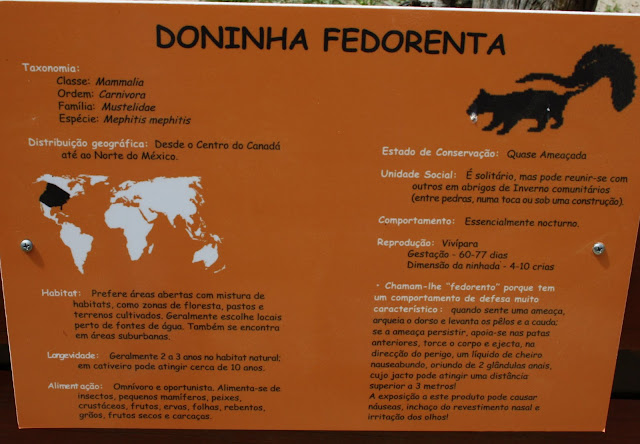 DONINHA FEDORENTA
Taxonomia:
Classe: Mammalia
Ordem: Carnivora
Família: Mustelidae
Espécie: Mephitis mephitis
Distribuição geográfica: Desde o Centro do Canadá
até ao Norte do México.
Habitat: Prefere áreas abertas com mistura de
habitats, como zonas de floresta, pastos e
terrenos cultivados. Geralmente escolhe locais
perto de fontes de água. Também se encontra
em áreas suburbanas.
Longevidade: Geralmente 2 a 3 anos no habitat natural;
em cativeiro pode atingir cerca de 10 anos.
Alimentação: Omnívoro e oportunista. Alimenta-se de
insectos, pequenos mamíferos, peixes,
crustáceos, frutos, ervas, folhas, rebentos,
grãos, frutos secos e carcaças.
Estado de Conservação: Quase Ameaçada
Unidade Social: É solitário, mas pode reunir-se com
outros em abrigos de Inverno comunitários
(entre pedras, numa toca ou sob uma construção).
Comportamento: Essencialmente nocturno.
Reprodução: Vivípara
Gestação - 60-77 dias
Dimensão da ninhada - 4-10 crias
- Chamam-lhe "fedorento" porque tem
um comportamento de defesa muito
característico: quando sente uma ameaça,
arqueia o dorso e levanta os pêlos e a cauda;
se a ameaça persistir, apoia-se nas patas
anteriores, torce o corpo e ejecta, na
direcção do perigo, um líquido de cheiro
nauseabundo, oriundo de 2 glândulas anais,
cujo jacto pode atingir uma distância
superior a 3 metros!
A exposição a este produto pode causar
náuseas, inchaço do revestimento nasal e
irritação dos olhos!